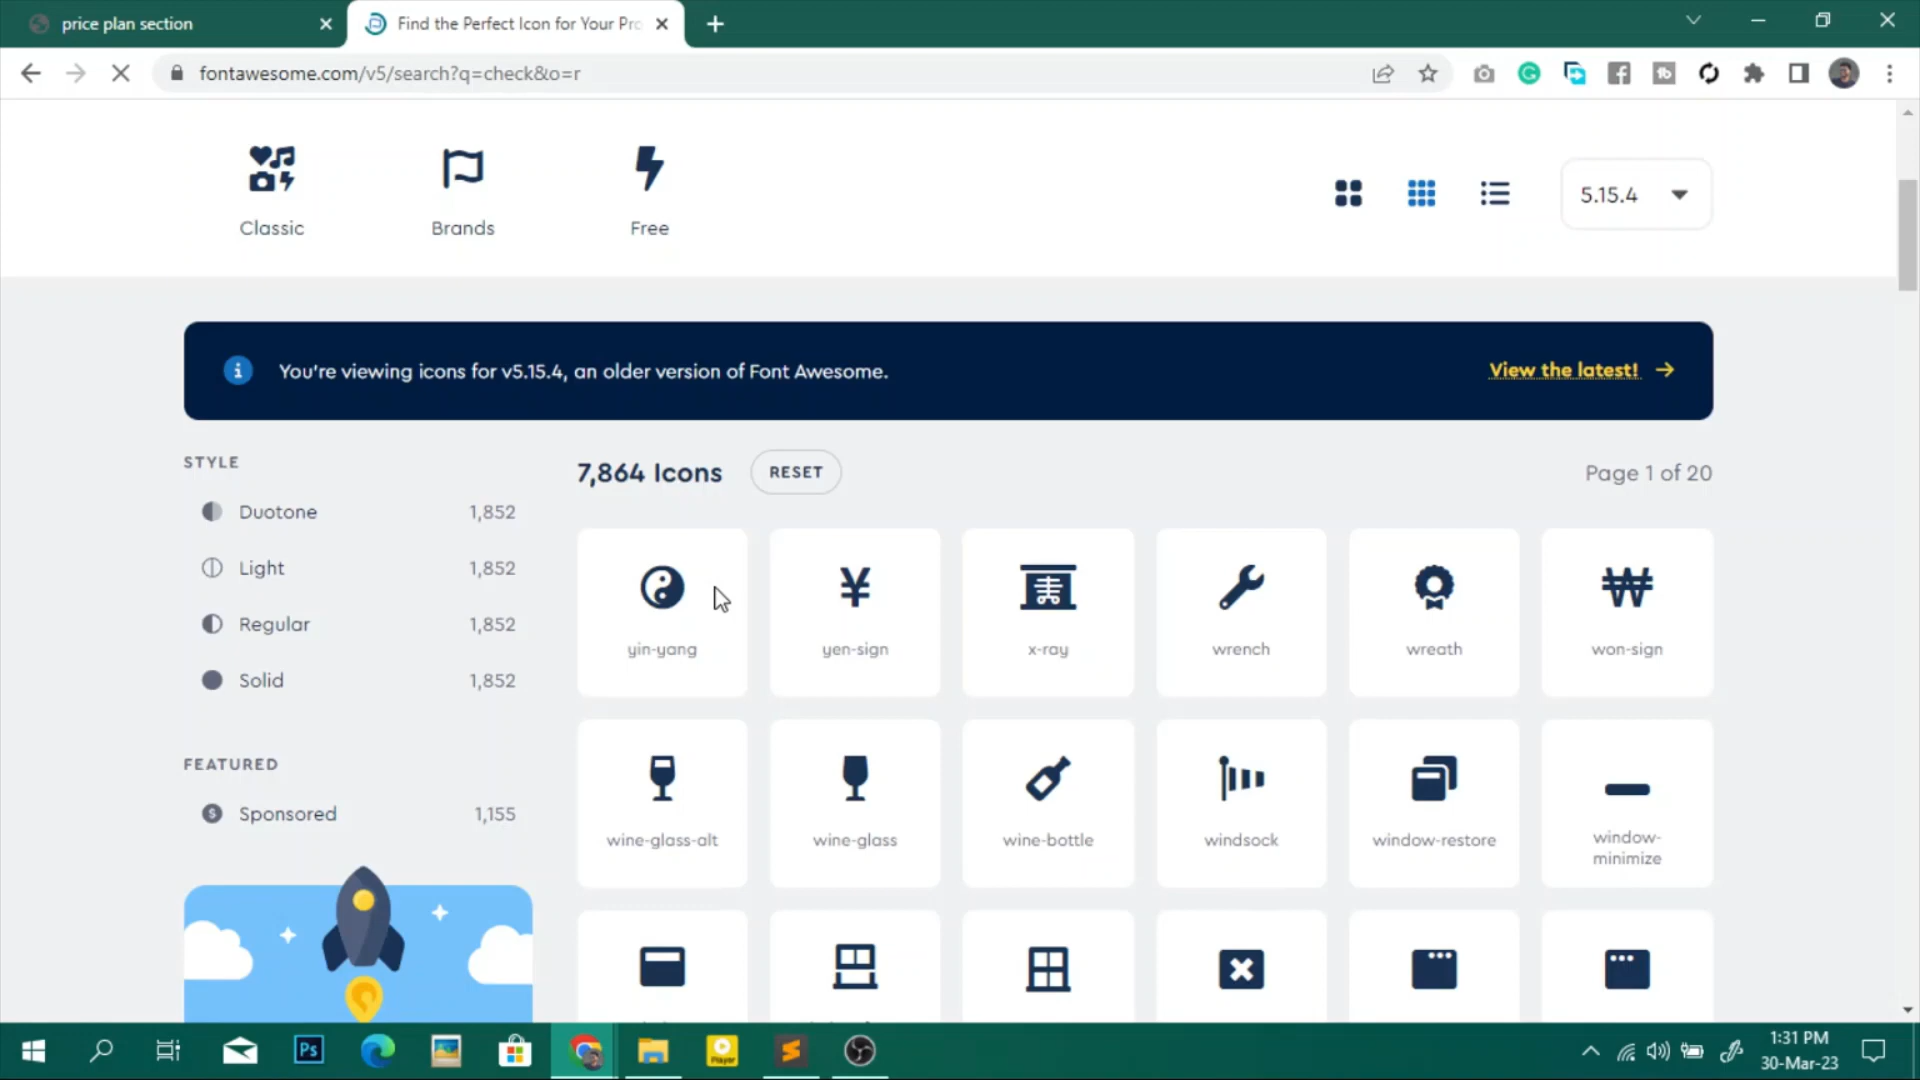 price plan section
Find the Perfect Icon for Your Pro
fontawesome.com/v5/search?q=check&o=r
Classic
Brands
Free
5.15.4
You're viewing icons for v5.15.4, an older version of Font Awesome.
View the latest!
STYLE
7,864 Icons
RESET
Page 1 of 20
Duotone 1,852
Light 1,852
Regular 1,852
Solid 1,852
FEATURED
Sponsored 1,155
yin-yang
yen-sign
x-ray
wrench
wreath
won-sign
wine-glass-alt
wine-glass
wine-bottle
windsock
window-restore
window-
minimize
Ps
Player
1:31 PM
30-Mar-23